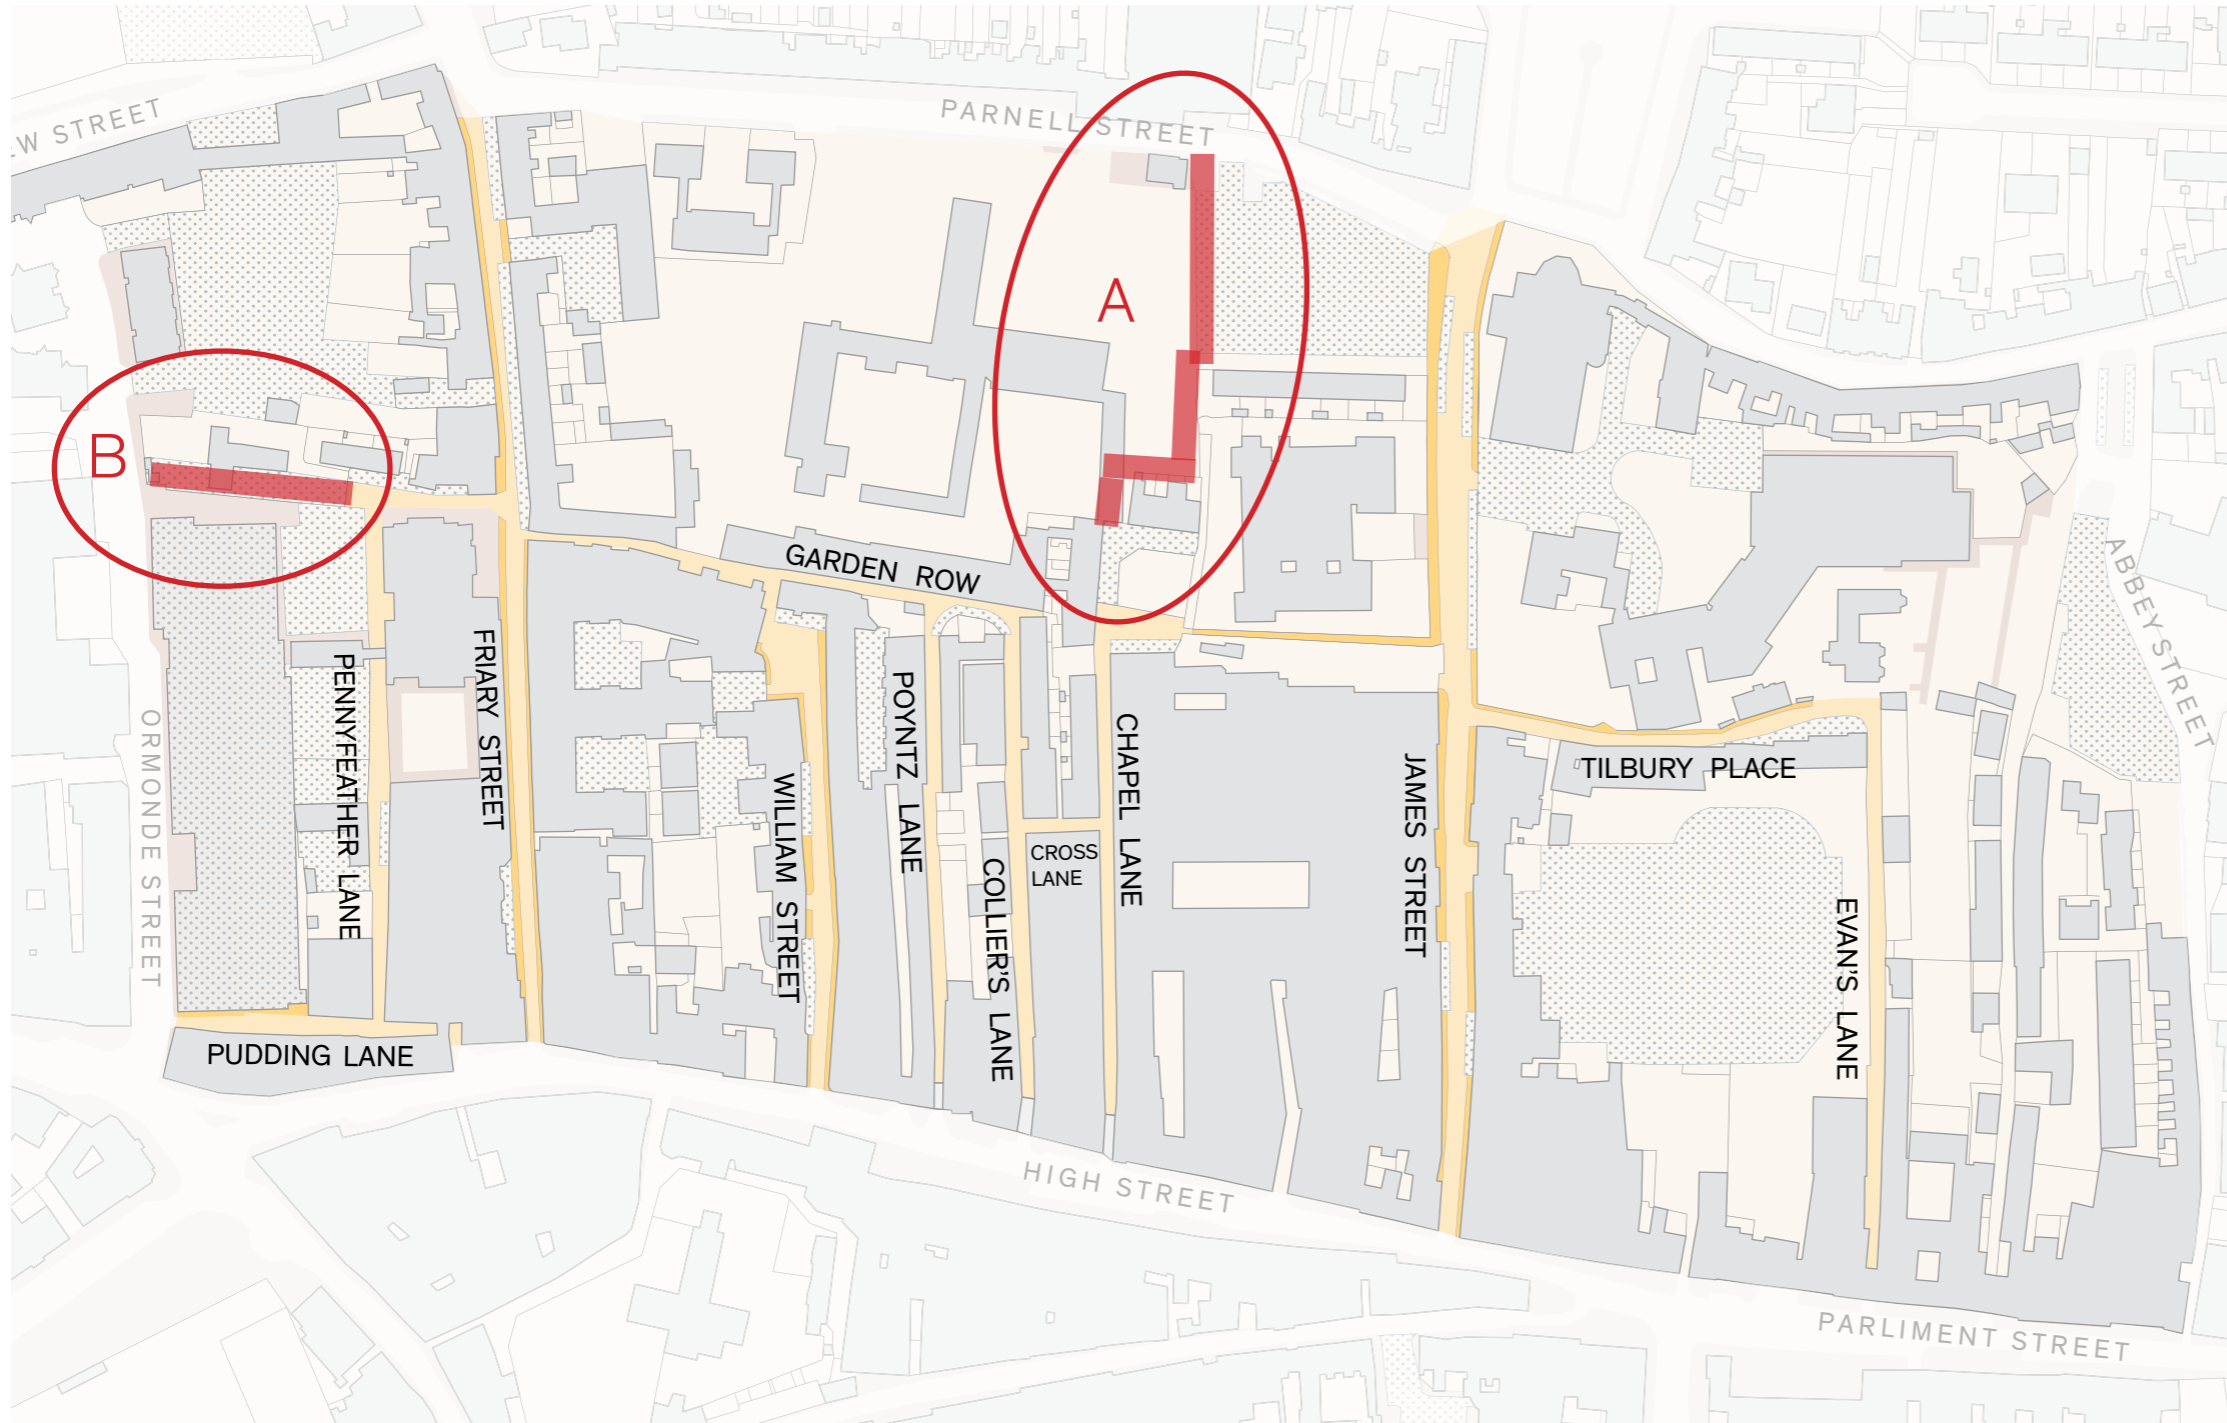 EW STREET
PARNELL STREET
A
B
GARDEN ROW
ABBEY STREET
FRIARY STREET
PENNYFEATHER LANE
POYNTZ LANE
ORMONDE STREET
CHAPEL LANE
JAMES STREET
TILBURY PLACE
WILLIAM STREET
CROSS
LANE
COLLIER'S LANE
EVAN'S LANE
PUDDING LANE
HIGH STREET
PARLIMENT STREET